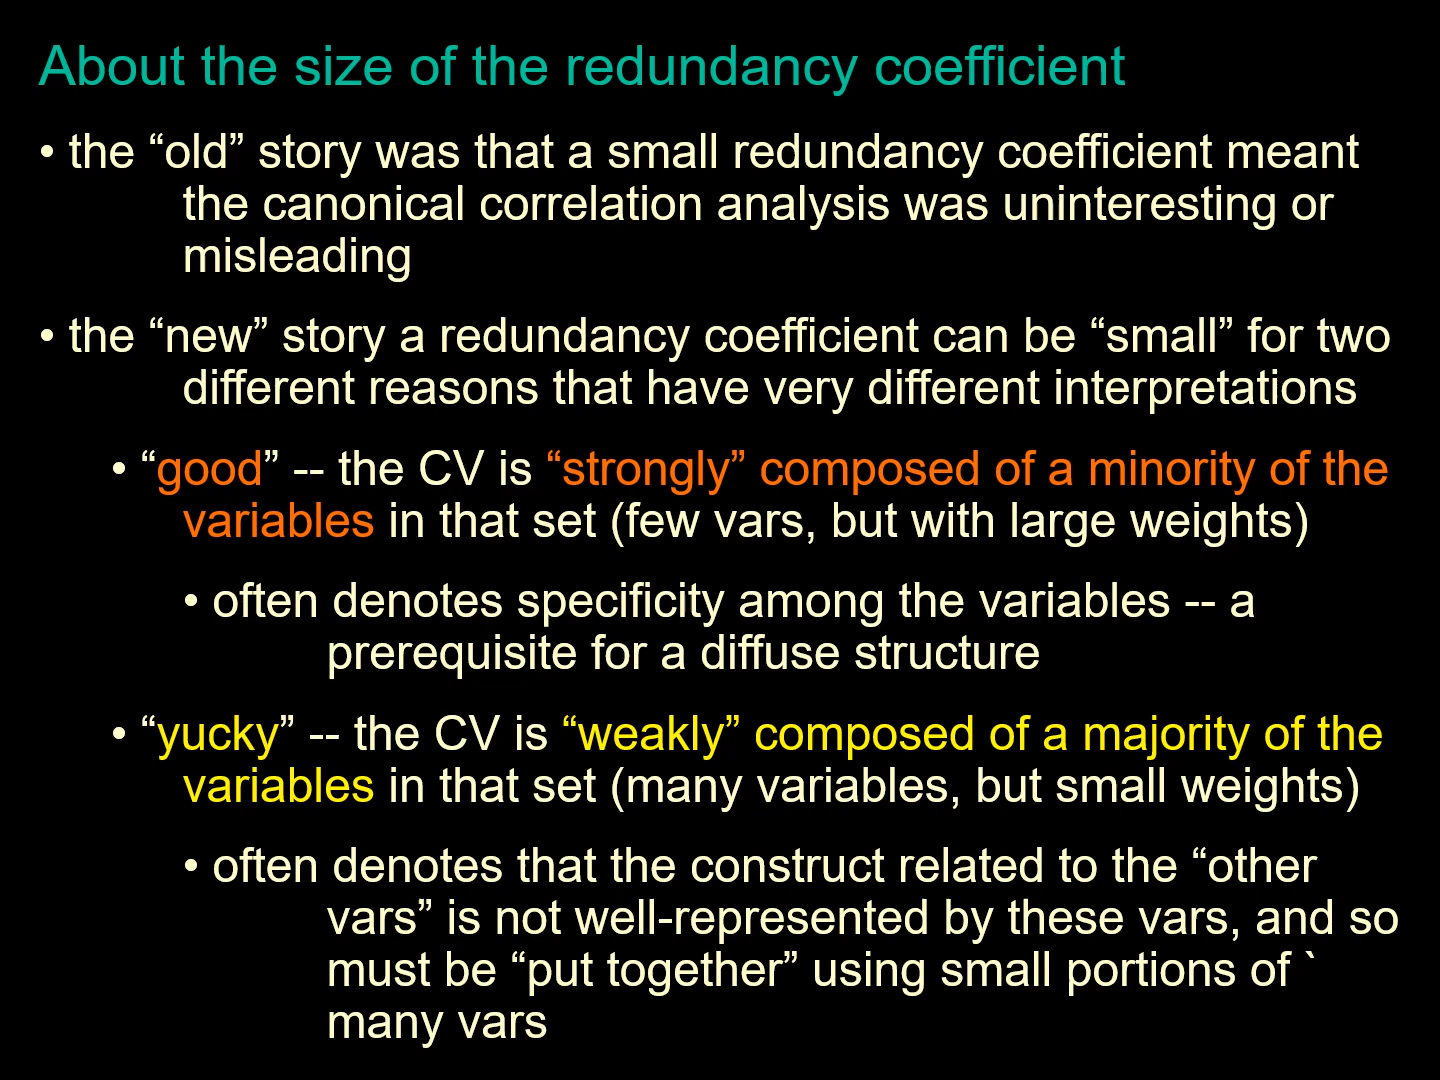 About the size of the redundancy coefficient
• the “old” story was that a small redundancy coefficient meant
the canonical correlation analysis was uninteresting or
misleading
• the “new” story a redundancy coefficient can be “small” for two
different reasons that have very different interpretations
• “good” -- the CV is “strongly” composed of a minority of the
variables in that set (few vars, but with large weights)
• often denotes specificity among the variables -- a
prerequisite for a diffuse structure
• “yucky” -- the CV is “weakly” composed of a majority of the
variables in that set (many variables, but small weights)
• often denotes that the construct related to the “other
vars” is not well-represented by these vars, and so
must be “put together” using small portions of `
many vars